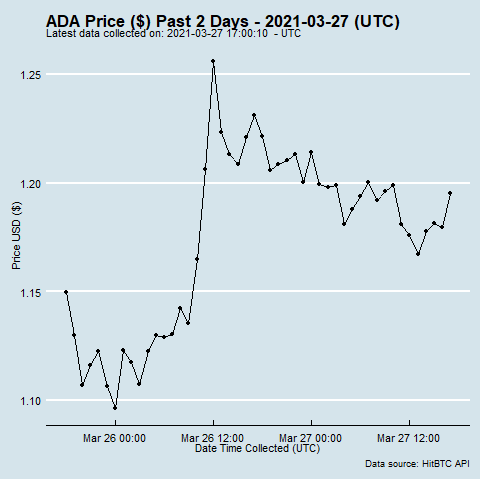 ADA Price ($) Past 2 Days - 2021-03-27 (UTC)
Latest data collected on: 2021-03-27 17:00:10 - UTC
1.25
1.20
1.15
1.10
Price USD ($)
Mar 26 00:00 Mar 26 12:00 Mar 27 00:00 Mar 27 12:00
Date Time Collected (UTC)
Data source: HitBTC API